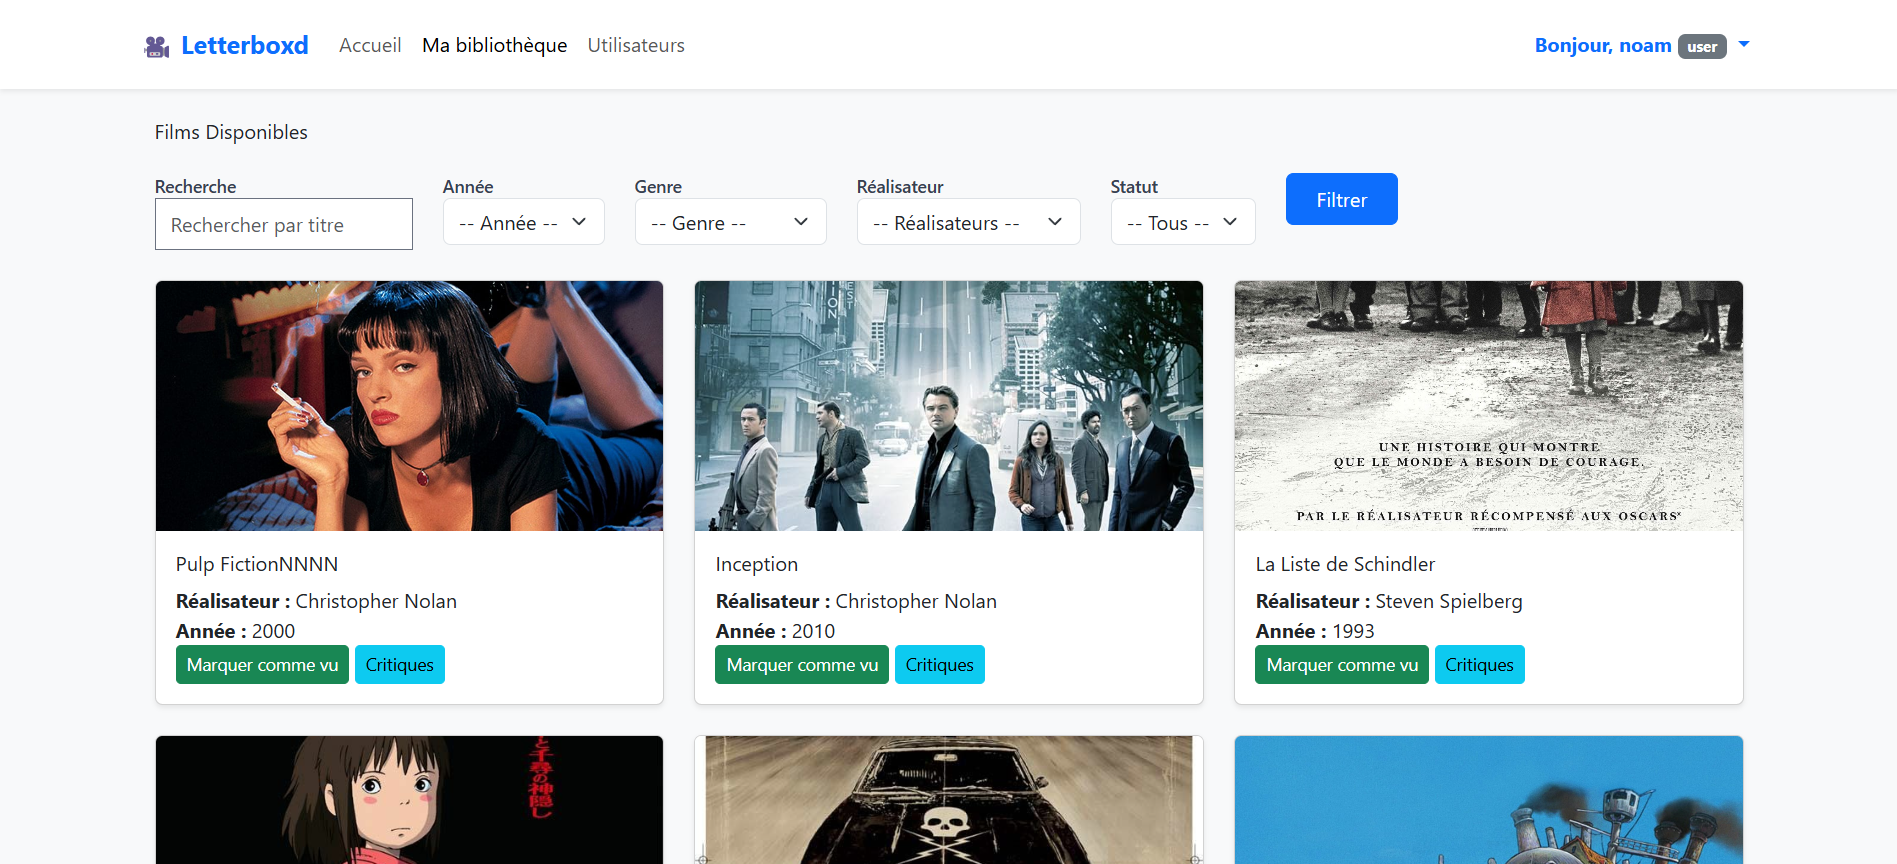 Letterboxd Accueil Ma bibliothèque Utilisateurs Bonjour, noam user
Films Disponibles
Recherche Année Genre Réalisateur Statut
Rechercher par titre -- Année -- -- Genre -- -- Réalisateurs -- -- Tous -- Filtrer
UNE HISTOIRE QUI MONTRE
QUE LE MONDE A BESOIN DE COURAGE.
PAR LE RÉALISATEUR RÉCOMPENSÉ AUX OSCARS
Pulp FictionNNNN
Réalisateur : Christopher Nolan
Année : 2000
Marquer comme vu Critiques
Inception
Réalisateur : Christopher Nolan
Année : 2010
Marquer comme vu Critiques
La Liste de Schindler
Réalisateur : Steven Spielberg
Année : 1993
Marquer comme vu Critiques
と千尋の神隠し